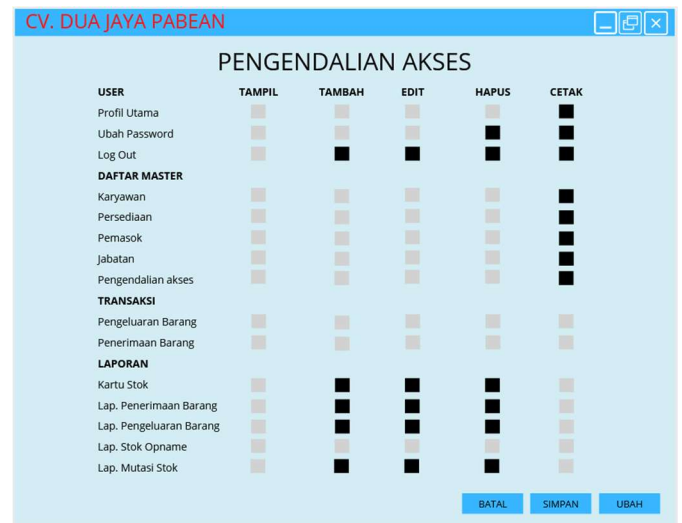 CV. DUA JAYA PABEAN
PENGENDALIAN AKSES
USER TAMPIL TAMBAH EDIT HAPUS CETAK
Profil Utama
Ubah Password
Log Out
DAFTAR MASTER
Karyawan
Persediaan
Pemasok
Jabatan
Pengendalian akses
TRANSAKSI
Pengeluaran Barang
Penerimaan Barang
LAPORAN
Kartu Stok
Lap. Penerimaan Barang
Lap. Pengeluaran Barang
Lap. Stok Opname
Lap. Mutasi Stok
BATAL SIMPAN UBAH